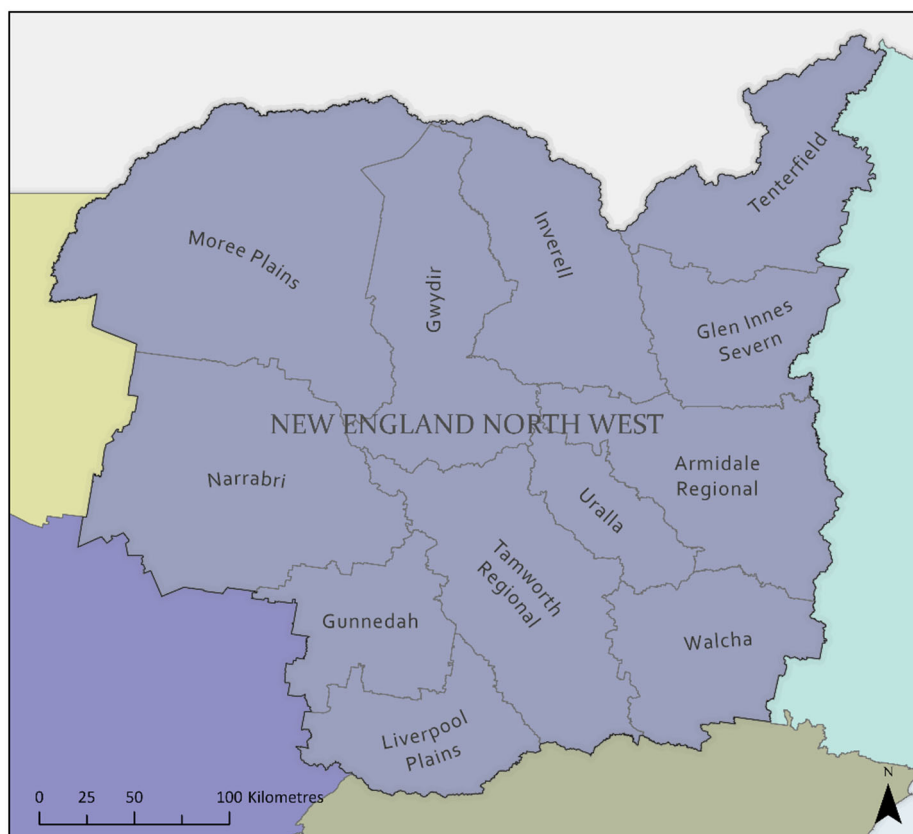 Tenterfield
Moree Plains
Inverell
Gwydir
Glen Innes
Severn
NEW ENGLAND NORTH WEST
Narrabri
Armidale
Regional
Uralla
Tamworth
Regional
Gunnedah
Walcha
Liverpool
Plains
0 25 50 100 Kilometres
N